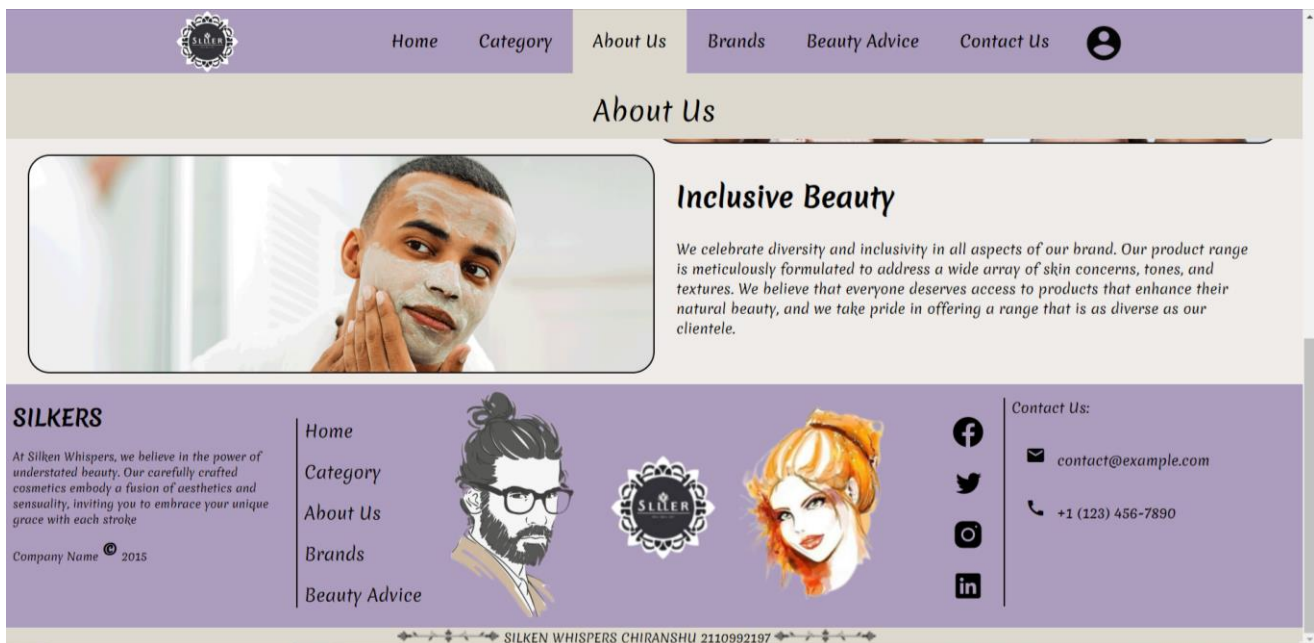 SLLER
Home Category About Us Brands Beauty Advice Contact Us
About Us
Inclusive Beauty
We celebrate diversity and inclusivity in all aspects of our brand. Our product range
is meticulously formulated to address a wide array of skin concerns, tones, and
textures. We believe that everyone deserves access to products that enhance their
natural beauty, and we take pride in offering a range that is as diverse as our
clientele.
SILKERS
At Silken Whispers, we believe in the power of
understated beauty. Our carefully crafted
cosmetics embody a fusion of aesthetics and
sensuality, inviting you to embrace your unique
grace with each stroke
Company Name © 2015
Home
Category
About Us
Brands
Beauty Advice
SLLER
Contact Us:
contact@example.com
+1 (123) 456-7890
SILKEN WHISPERS CHIRANSHU 2110992197